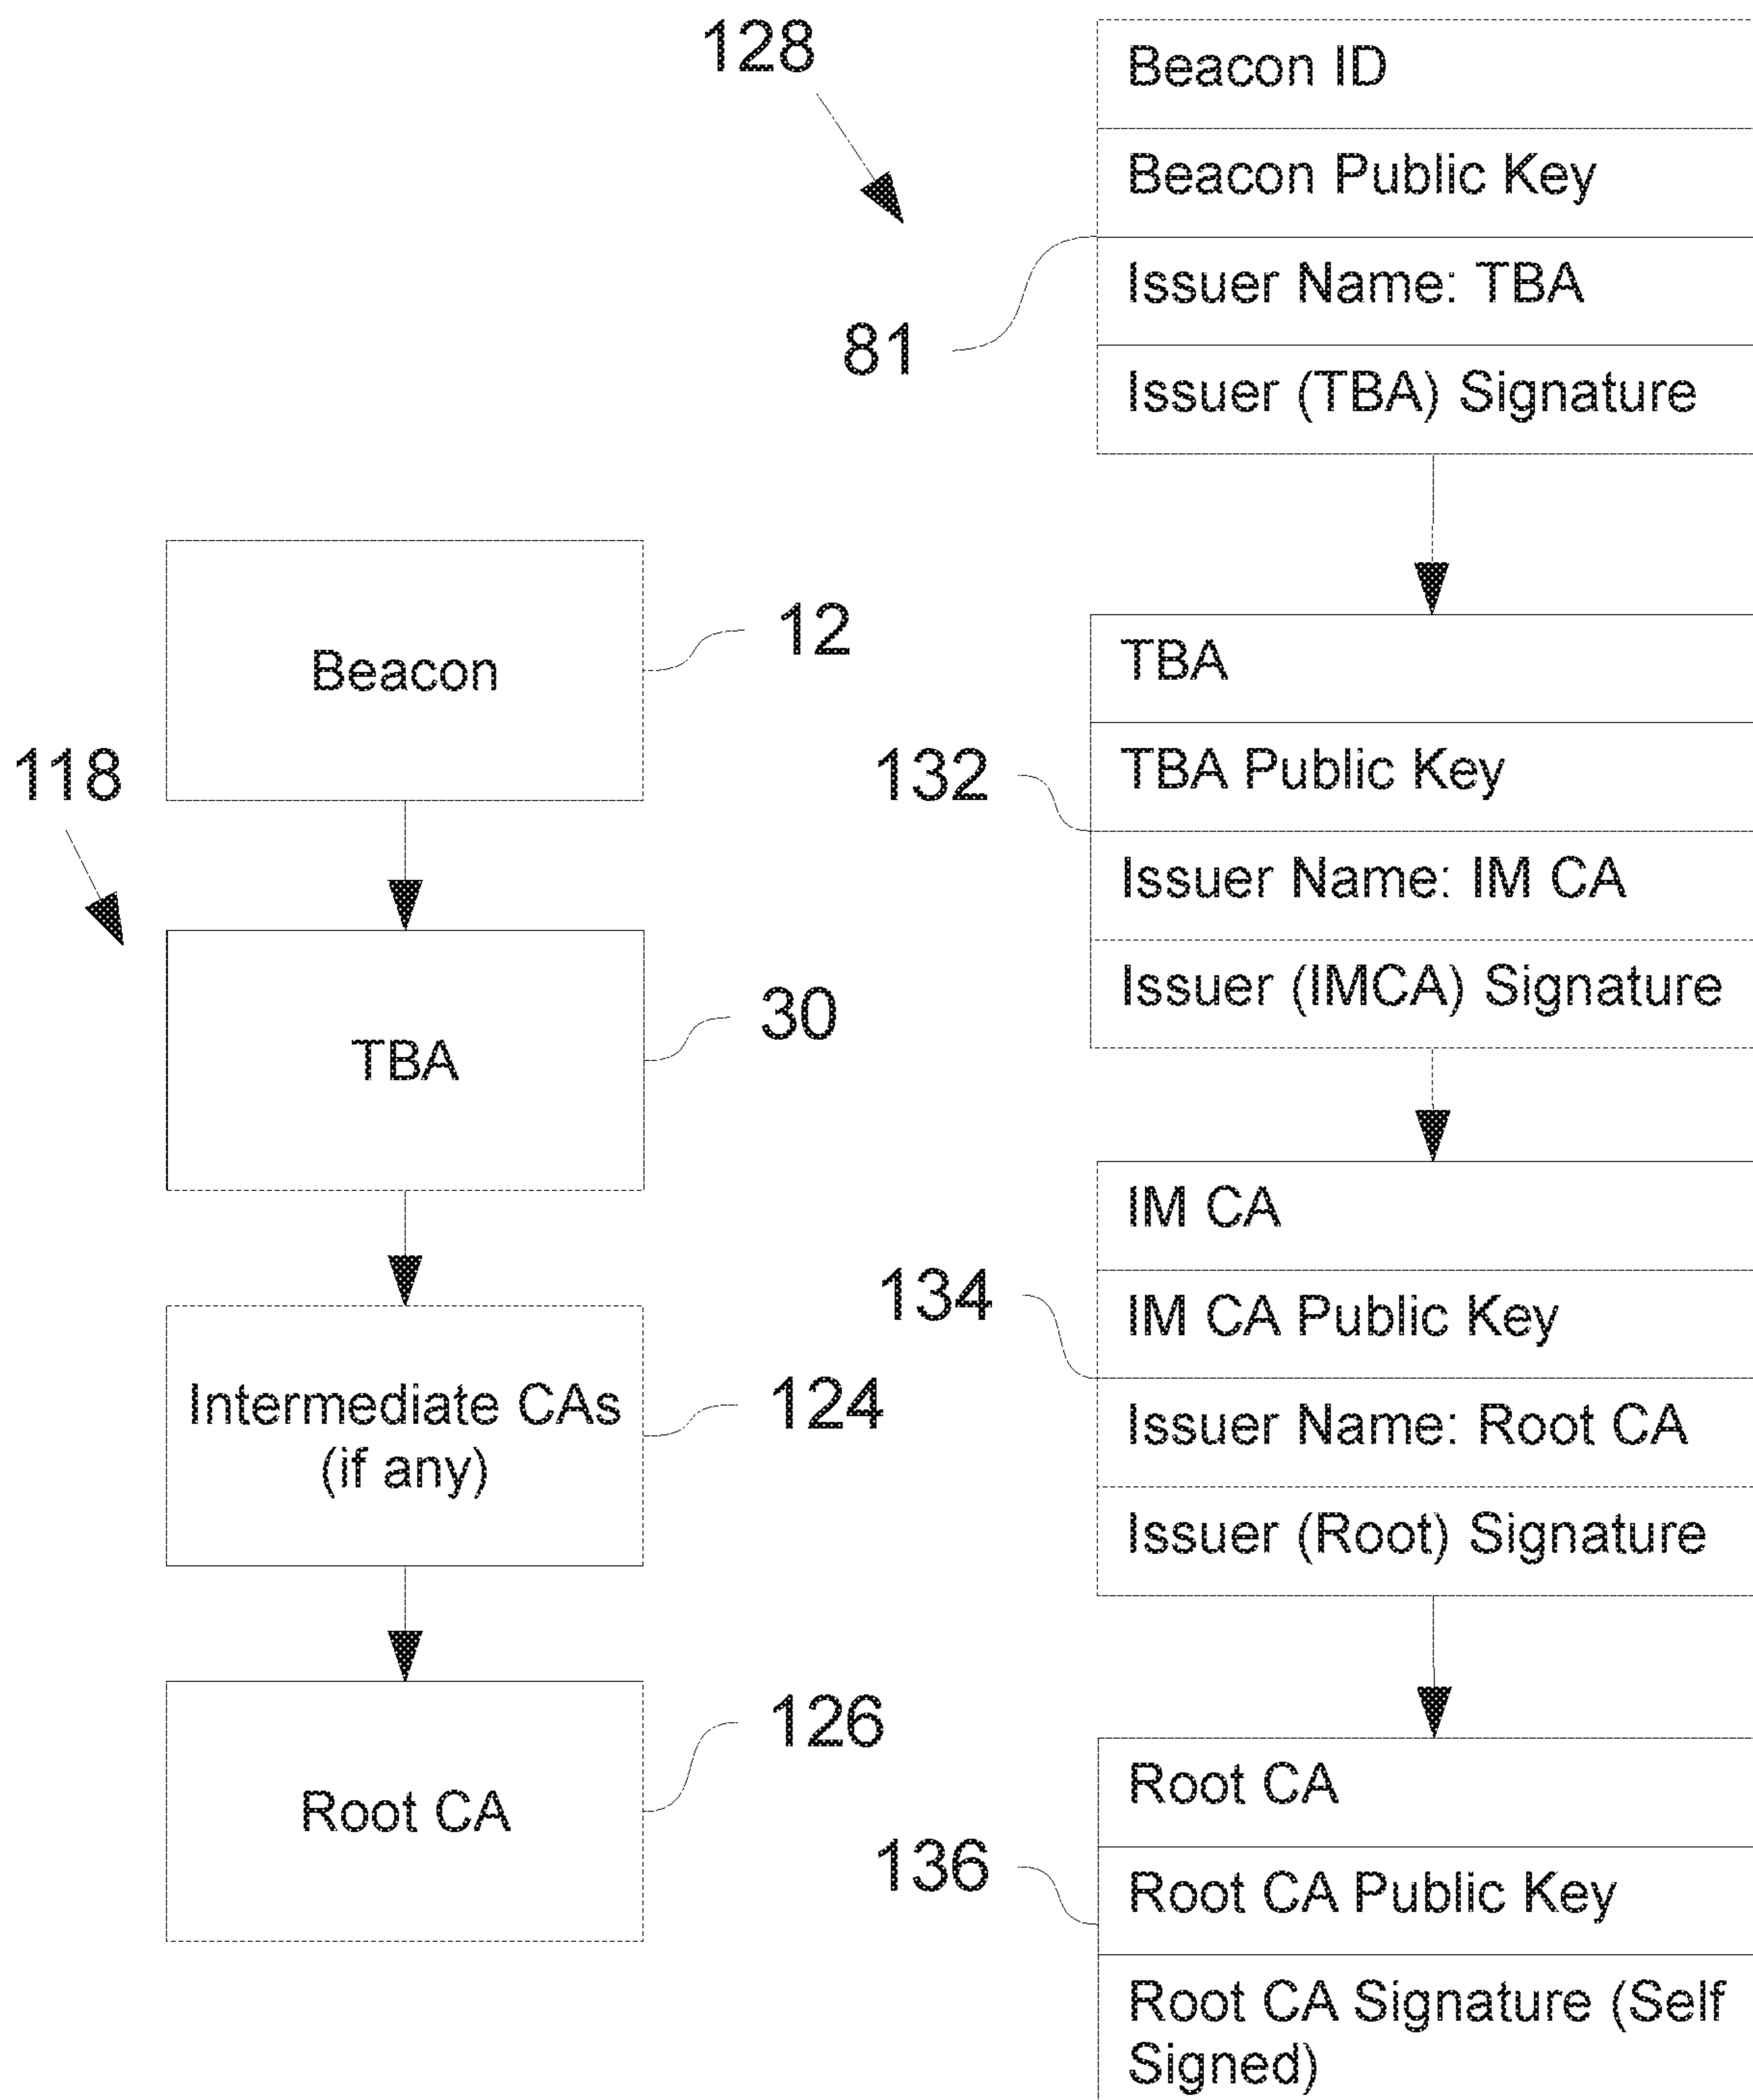 128
Beacon ID
Beacon Public Key
Issuer Name: TBA
81
Issuer (TBA) Signature
Beacon
12
118
TBA
30
Intermediate CAs
(if any)
124
Root CA
126
TBA
TBA Public Key
132
Issuer Name: IM CA
Issuer (IMCA) Signature
IM CA
134
IM CA Public Key
Issuer Name: Root CA
Issuer (Root) Signature
Root CA
136
Root CA Public Key
Root CA Signature (Self
Signed)